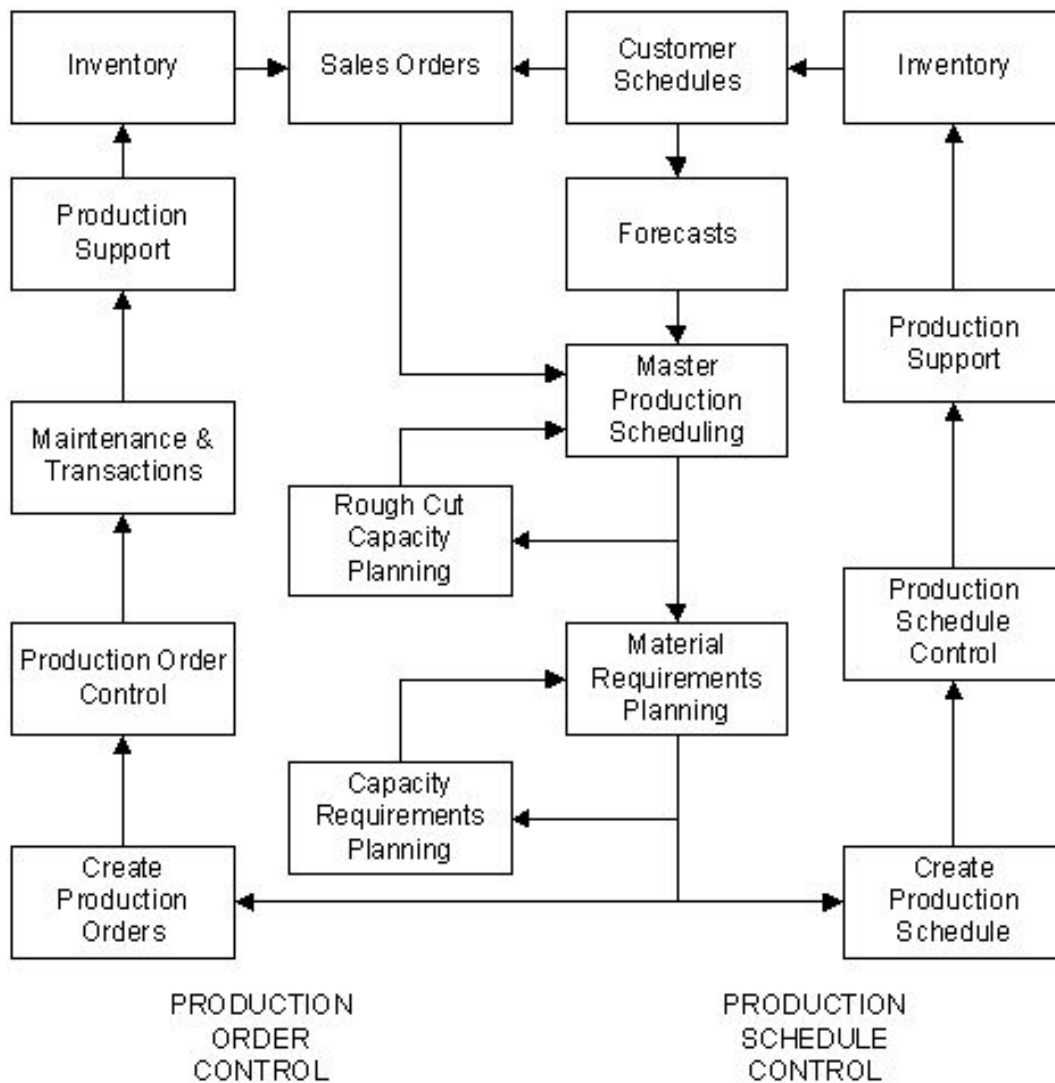 Inventory
Sales Orders
Customer
Schedules
Inventory
Production
Support
Forecasts
Production
Support
Master
Production
Scheduling
Maintenance &
Transactions
Rough Cut
Capacity
Planning
Production
Schedule
Control
Production Order
Control
Material
Requirements
Planning
Capacity
Requirements
Planning
Create
Production
Orders
Create
Production
Schedule
PRODUCTION
ORDER
CONTROL
PRODUCTION
SCHEDULE
CONTROL